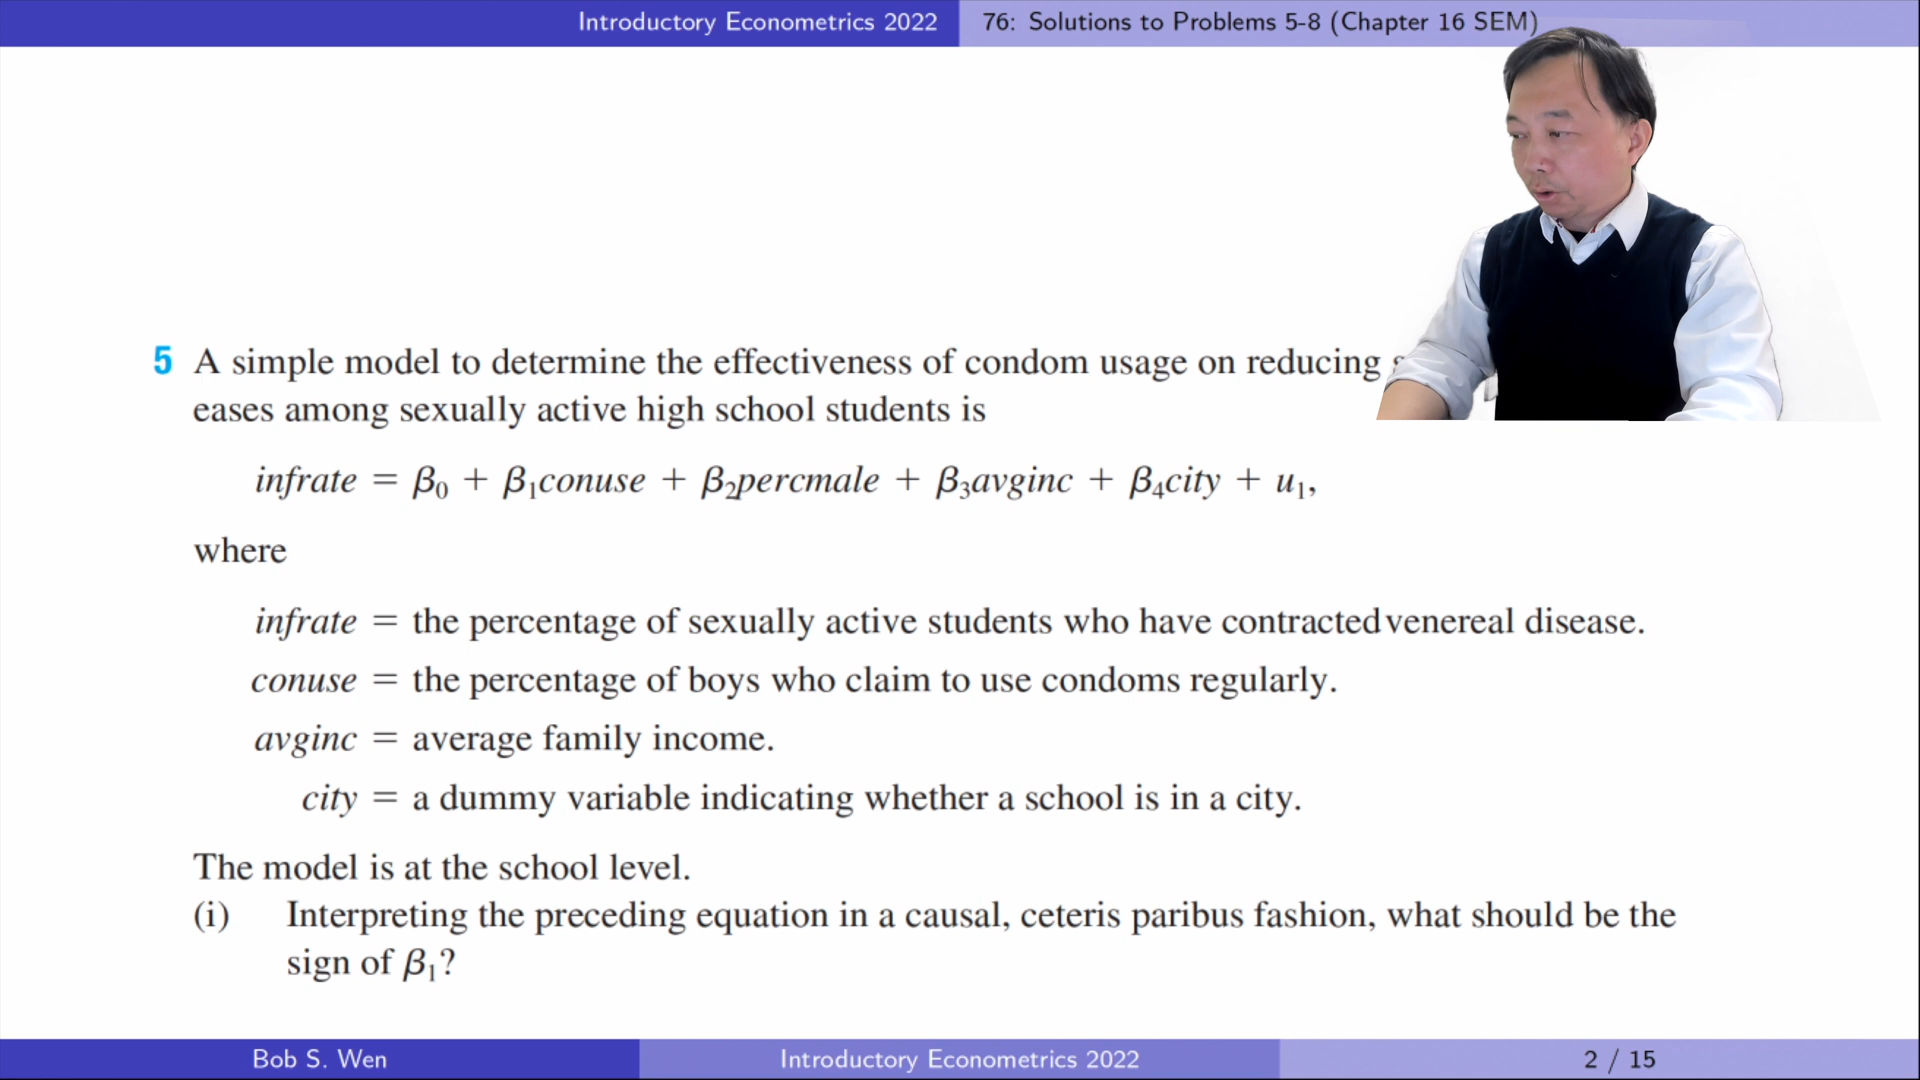 Introductory Econometrics 2022
76: Solutions to Problems 5-8 (Chapter 16 SEM)
5 A simple model to determine the effectiveness of condom usage on reducing
eases among sexually active high school students is
infrate = β₀ + β₁conuse + β₂percmale + β₃avginc + β₄city + u₁,
where
infrate = the percentage of sexually active students who have contracted venereal disease.
conuse = the percentage of boys who claim to use condoms regularly.
avginc = average family income.
city = a dummy variable indicating whether a school is in a city.
The model is at the school level.
(i) Interpreting the preceding equation in a causal, ceteris paribus fashion, what should be the
sign of β₁?
Bob S. Wen
Introductory Econometrics 2022
2 / 15